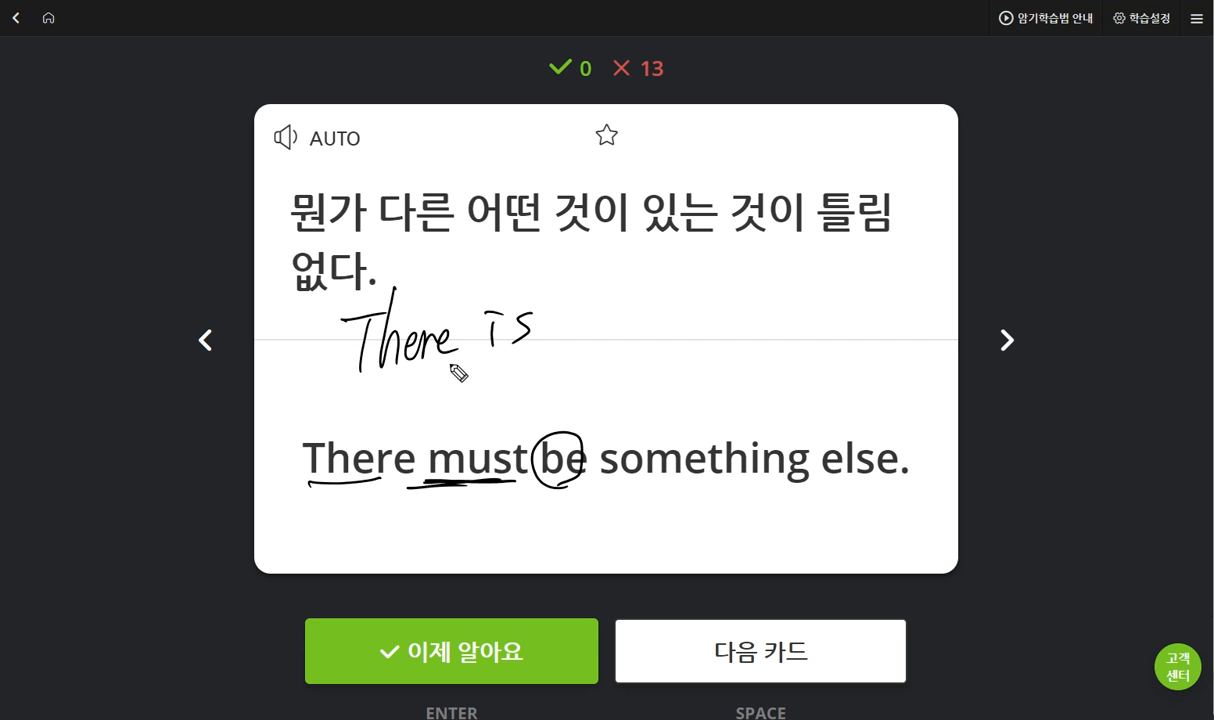 암기학습법 안내 학습설정
0 13
AUTO
뭔가 다른 어떤 것이 있는 것이 틀림
없다.
There is
There must be something else.
이제 알아요 다음 카드
고객
센터
ENTER SPACE